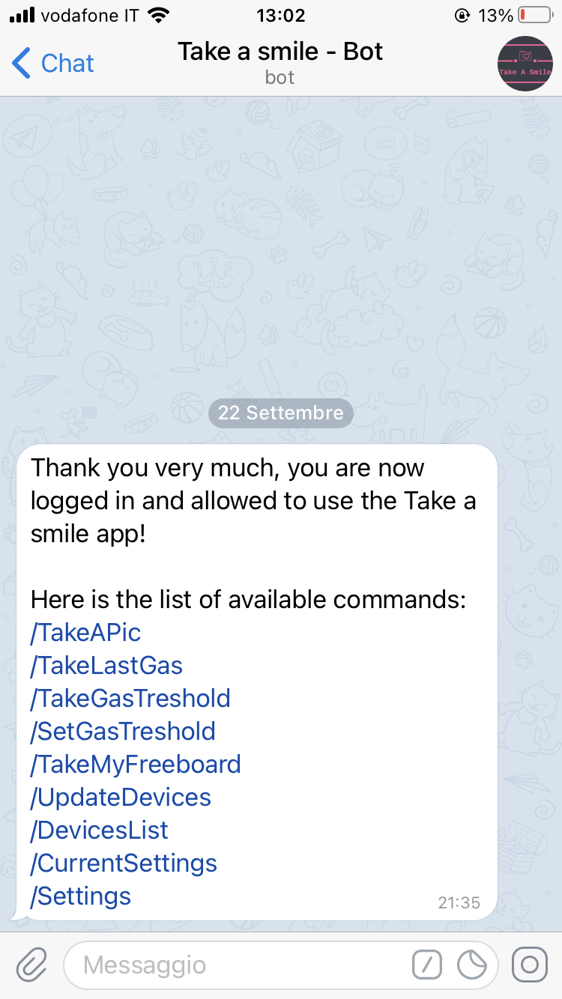 vodafone IT 13:02 13%
Chat
Take a smile - Bot
bot
Take A Smile
22 Settembre
Thank you very much, you are now
logged in and allowed to use the Take a
smile app!
Here is the list of available commands:
/TakeAPic
/TakeLastGas
/TakeGasTreshold
/SetGasTreshold
/TakeMyFreeboard
/UpdateDevices
/DevicesList
/CurrentSettings
/Settings
21:35
Messaggio